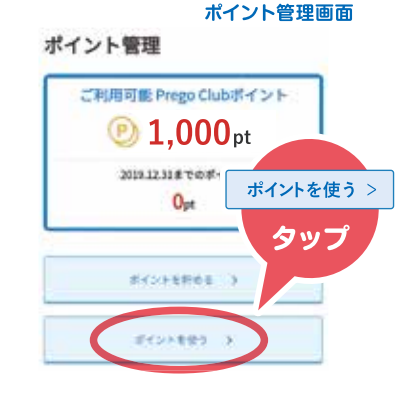 ポイント管理画面
ポイント管理
ご利用可能 Prego Clubポイント
P 1,000pt
2019.12.31までのポイ
0pt
ポイントを使う >
タップ
ポイントを貯める >
ポイントを使う >